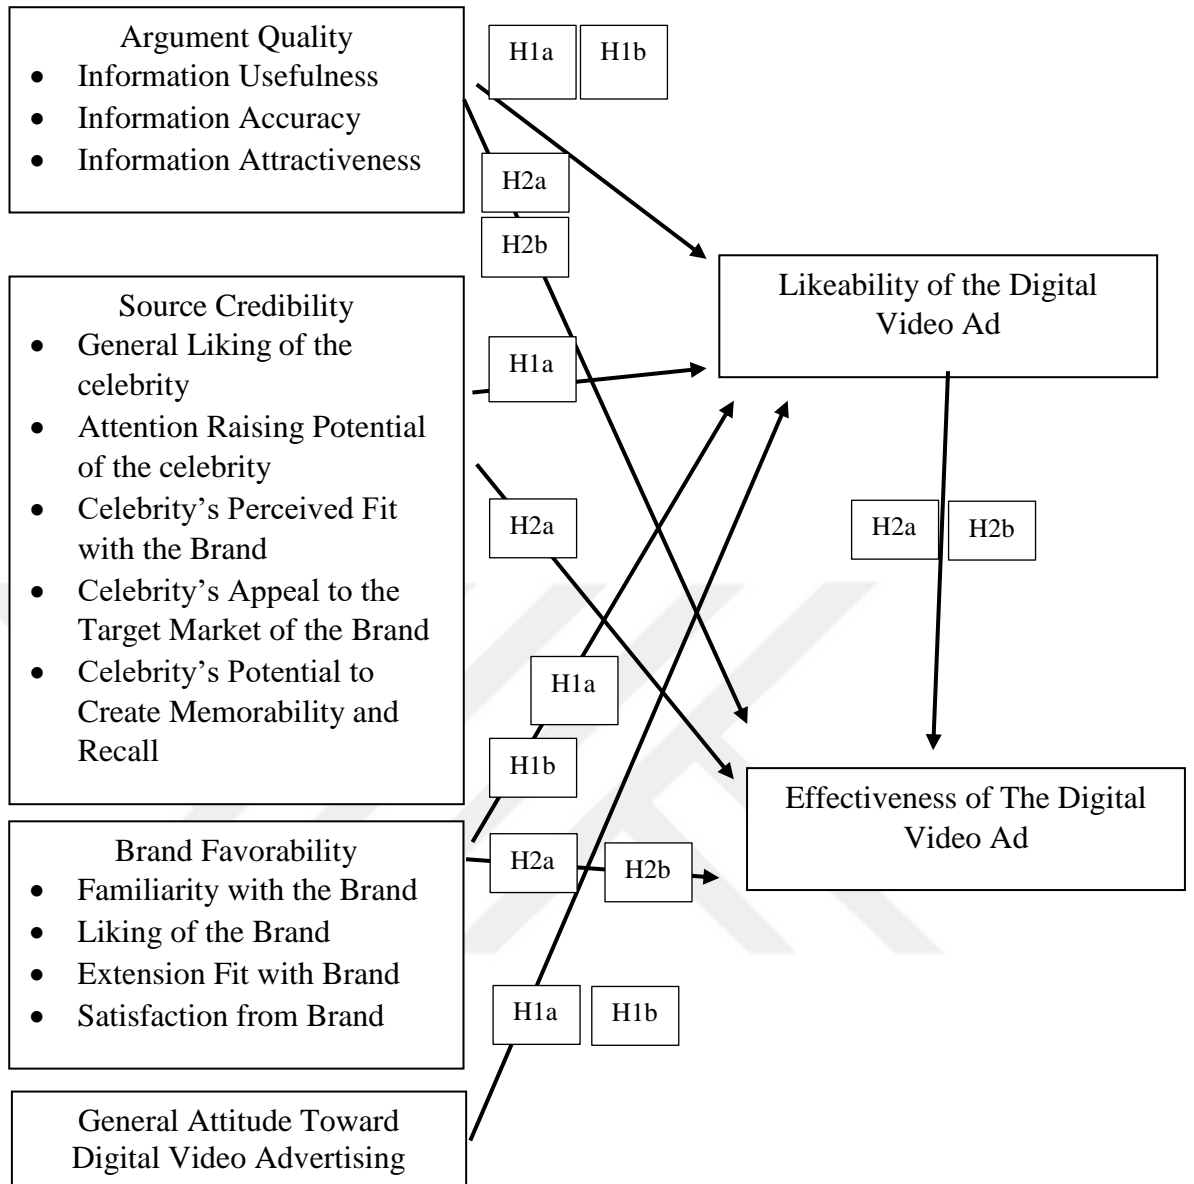 Argument Quality
• Information Usefulness
• Information Accuracy
• Information Attractiveness
H1a
H1b
H2a
H2b
Source Credibility
• General Liking of the
celebrity
• Attention Raising Potential
of the celebrity
• Celebrity’s Perceived Fit
with the Brand
• Celebrity’s Appeal to the
Target Market of the Brand
• Celebrity’s Potential to
Create Memorability and
Recall
H1a
H2a
Likeability of the Digital
Video Ad
H2a
H2b
H1a
H1b
Effectiveness of The Digital
Video Ad
Brand Favorability
• Familiarity with the Brand
• Liking of the Brand
• Extension Fit with Brand
• Satisfaction from Brand
H2a
H2b
H1a
H1b
General Attitude Toward
Digital Video Advertising